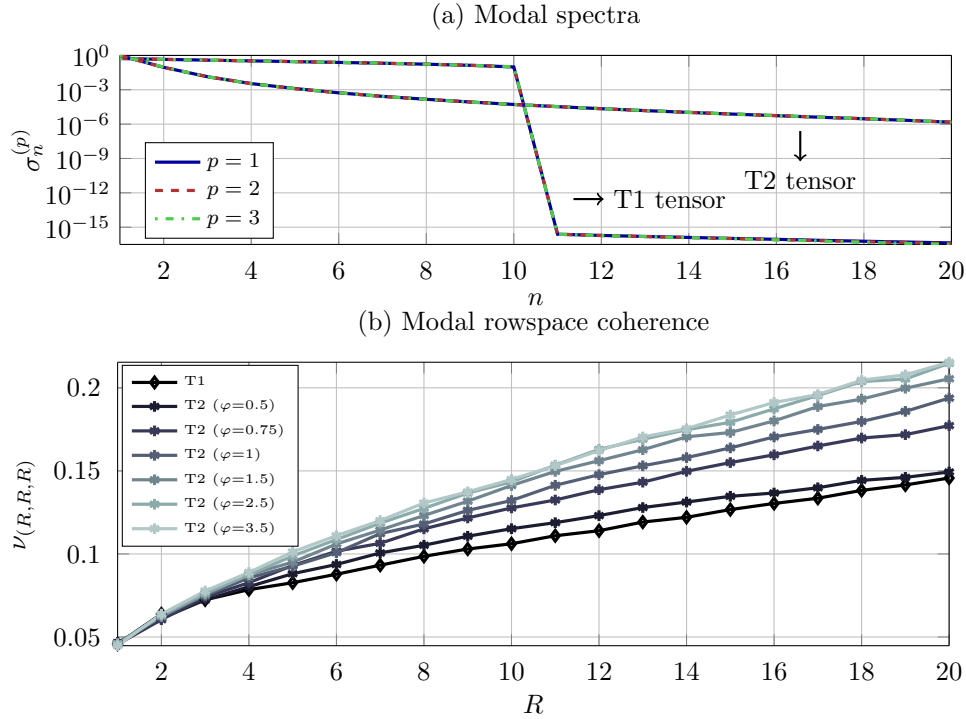 (a) Modal spectra
10^0
10^−3
10^−6
10^−9
10^−12
10^−15
σ_n^(p)
p = 1
p = 2
p = 3
T2 tensor
T1 tensor
2 4 6 8 10 12 14 16 18 20
n
(b) Modal rowspace coherence
0.2
0.15
0.1
0.05
ν_(R,R,R,R)
T1
T2 (φ=0.5)
T2 (φ=0.75)
T2 (φ=1)
T2 (φ=1.5)
T2 (φ=2.5)
T2 (φ=3.5)
2 4 6 8 10 12 14 16 18 20
R